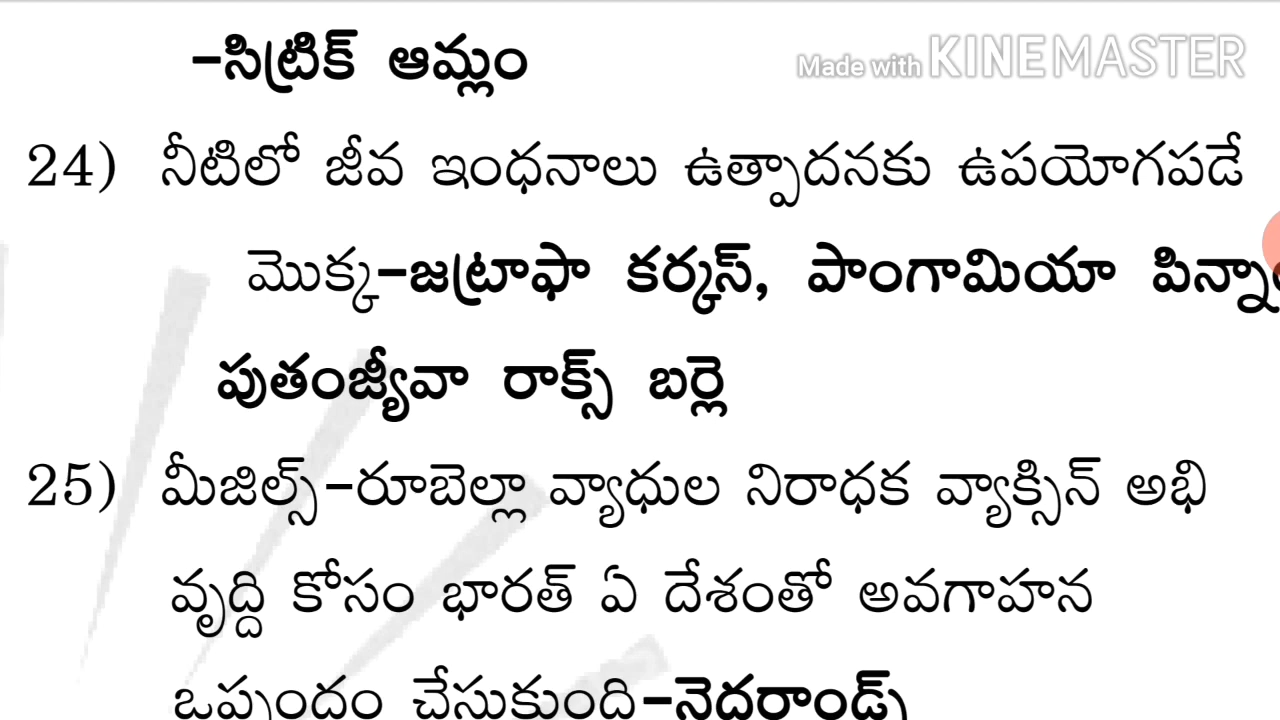 -సిట్రిక్ ఆమ్లం
Made with KINEMASTER
24) నీటిలో జీవ ఇంధనాలు ఉత్పాదనకు ఉపయోగపడే
మొక్క-జట్రాఫా కర్కస్, పాంగామియా
పుతంజ్యీవా రాక్స్ బర్లె
25) మీజిల్స్-రూబెల్లా వ్యాధుల నిరాధక వ్యాక్సిన్ అభి
వృద్ది కోసం భారత్ ఏ దేశంతో అవగాహన
ఒప్పందం చేసుకుంది-నెదర్లాండ్స్